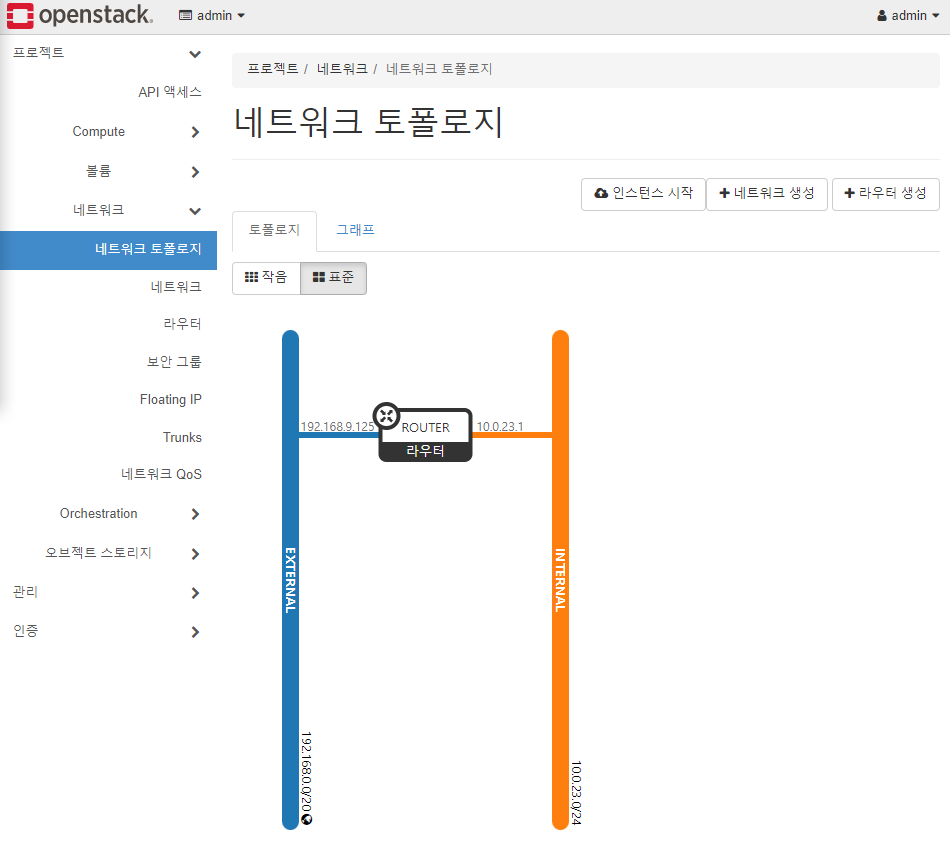 openstack. admin admin
프로젝트
API 액세스
Compute
볼륨
네트워크
네트워크 토폴로지
네트워크
라우터
보안 그룹
Floating IP
Trunks
네트워크 QoS
Orchestration
오브젝트 스토리지
관리
인증
프로젝트 / 네트워크 / 네트워크 토폴로지
네트워크 토폴로지
인스턴스 시작 네트워크 생성 라우터 생성
토폴로지 그래프
작음 표준
192.168.9.125 ROUTER 10.0.23.1
라우터
EXTERNAL
192.168.0.0/20
INTERNAL
10.0.23.0/24